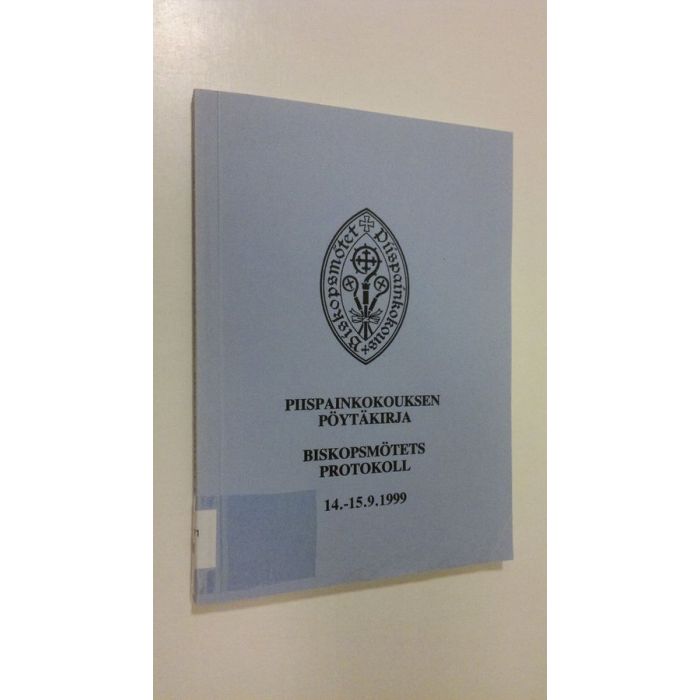 Biskopsmötet
Piispainkokous
PIISPAINKOKOUKSEN
PÖYTÄKIRJA
BISKOPSMÖTETS
PROTOKOLL
14.-15.9.1999